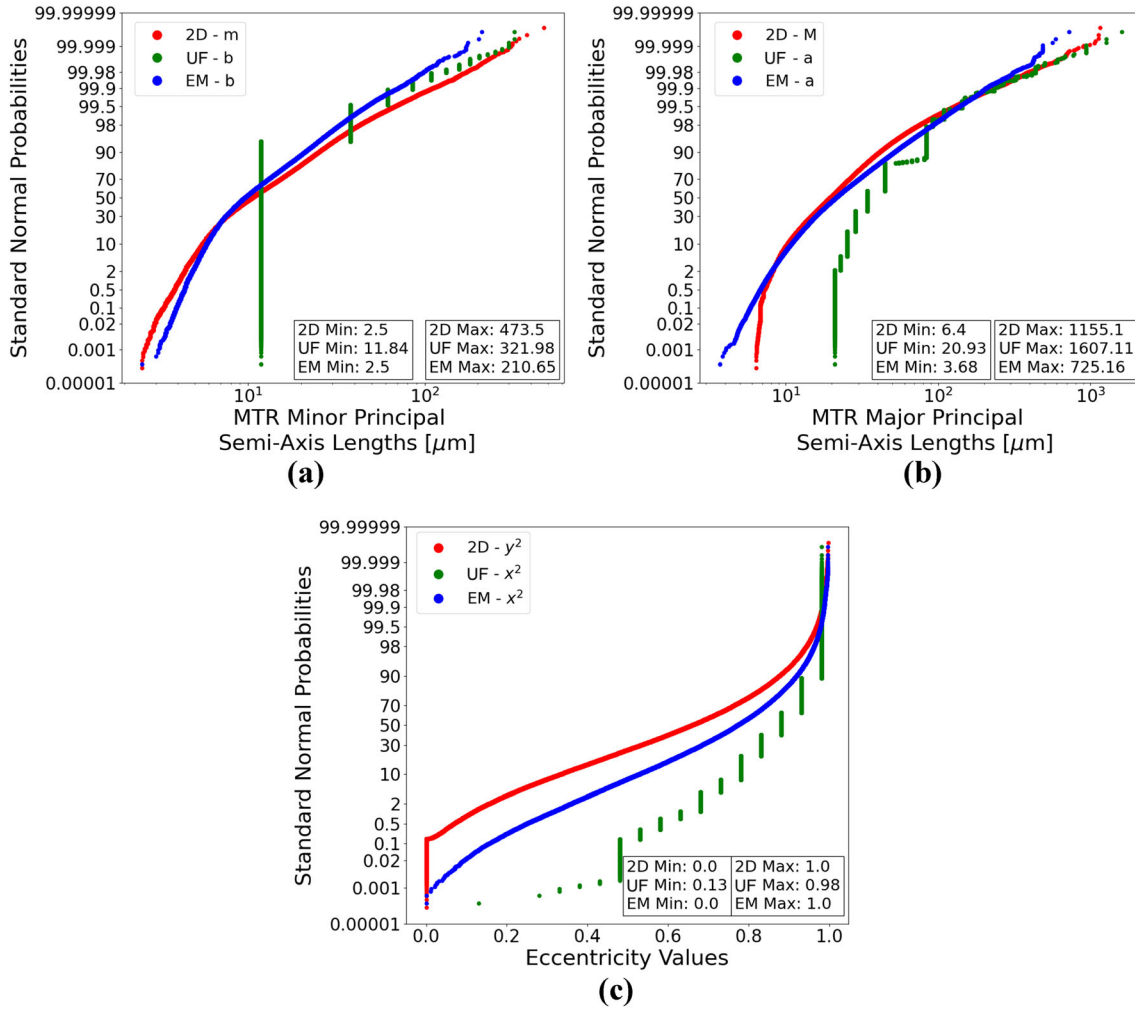 99.99999
99.999
99.98
99.9
99.5
98
90
70
50
30
10
2
0.5
0.1
0.02
0.001
0.00001
Standard Normal Probabilities
2D - m
UF - b
EM - b
2D Min: 2.5
UF Min: 11.84
EM Min: 2.5
2D Max: 473.5
UF Max: 321.98
EM Max: 210.65
10¹
10²
MTR Minor Principal
Semi-Axis Lengths [μm]
(a)
99.99999
99.999
99.98
99.9
99.5
98
90
70
50
30
10
2
0.5
0.1
0.02
0.001
0.00001
Standard Normal Probabilities
2D - M
UF - a
EM - a
2D Min: 6.4
UF Min: 20.93
EM Min: 3.68
2D Max: 1155.1
UF Max: 1607.11
EM Max: 725.16
10¹
10²
10³
MTR Major Principal
Semi-Axis Lengths [μm]
(b)
99.99999
99.999
99.98
99.9
99.5
98
90
70
50
30
10
2
0.5
0.1
0.02
0.001
0.00001
Standard Normal Probabilities
2D - y²
UF - x²
EM - x²
2D Min: 0.0
UF Min: 0.13
EM Min: 0.0
2D Max: 1.0
UF Max: 0.98
EM Max: 1.0
0.0
0.2
0.4
0.6
0.8
1.0
Eccentricity Values
(c)